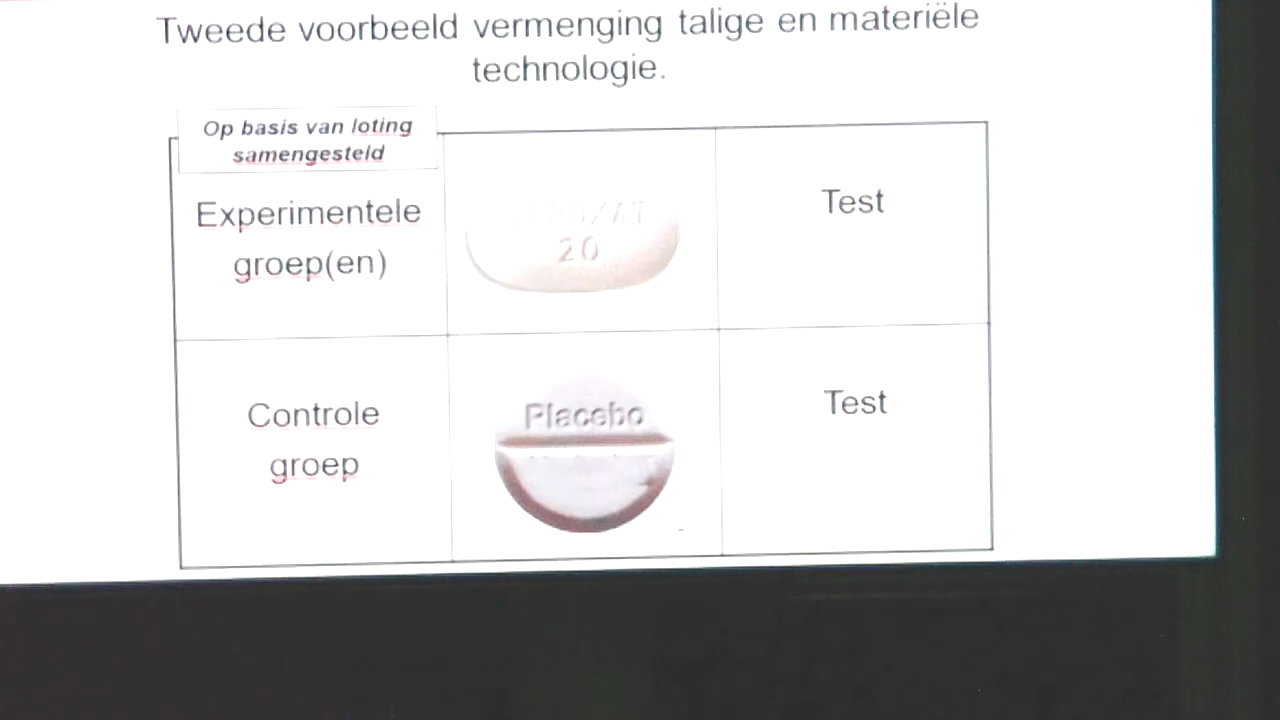 Tweede voorbeeld vermenging talige en materiële
technologie.
Op basis van loting
samengesteld
Experimentele
groep(en)
20
Test
Controle
groep
Placebo
Test